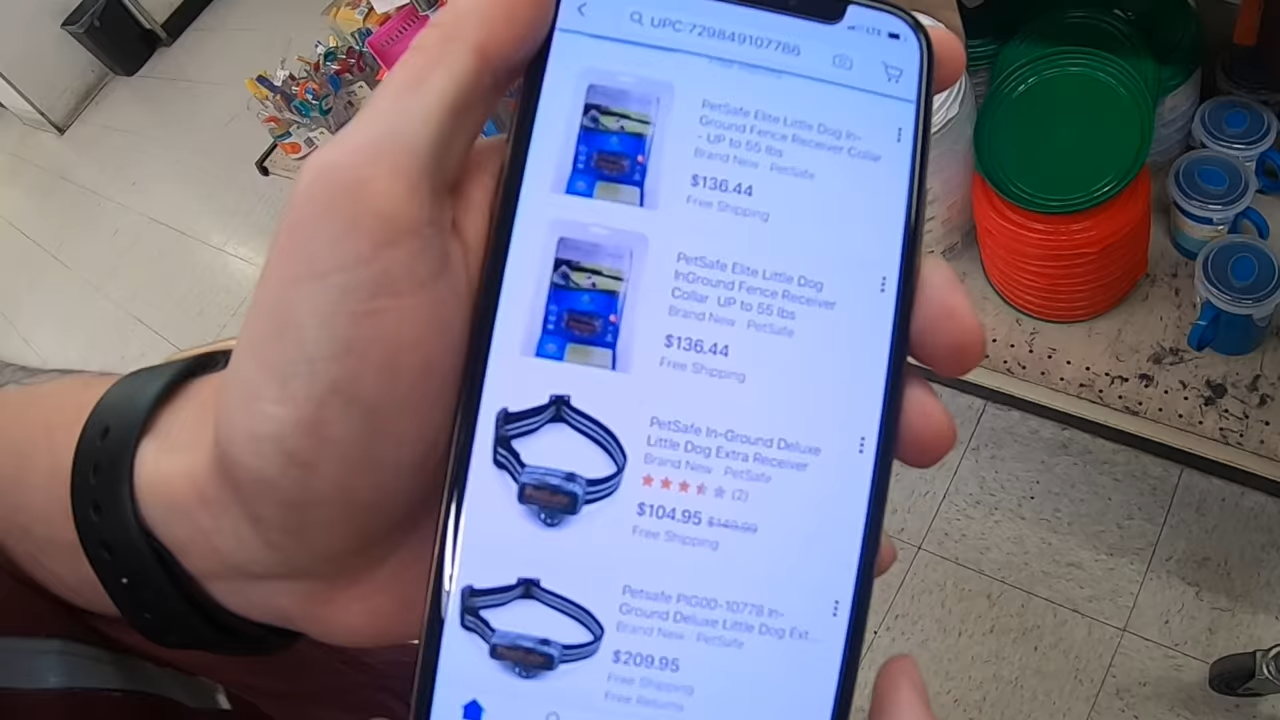 LTE
UPC:729849107786
PetSafe Elite Little Dog In-
Ground Fence Receiver Collar
- UP to 55 lbs
Brand New · PetSafe
$136.44
Free Shipping
PetSafe Elite Little Dog
InGround Fence Receiver
Collar UP to 55 lbs
Brand New · PetSafe
$136.44
Free Shipping
PetSafe In-Ground Deluxe
Little Dog Extra Receiver
Brand New · PetSafe
(2)
$104.95 $149.99
Free Shipping
Petsafe PIG00-10778 In-
Ground Deluxe Little Dog Ext...
Brand New · PetSafe
$209.95
Free Shipping
Free Returns